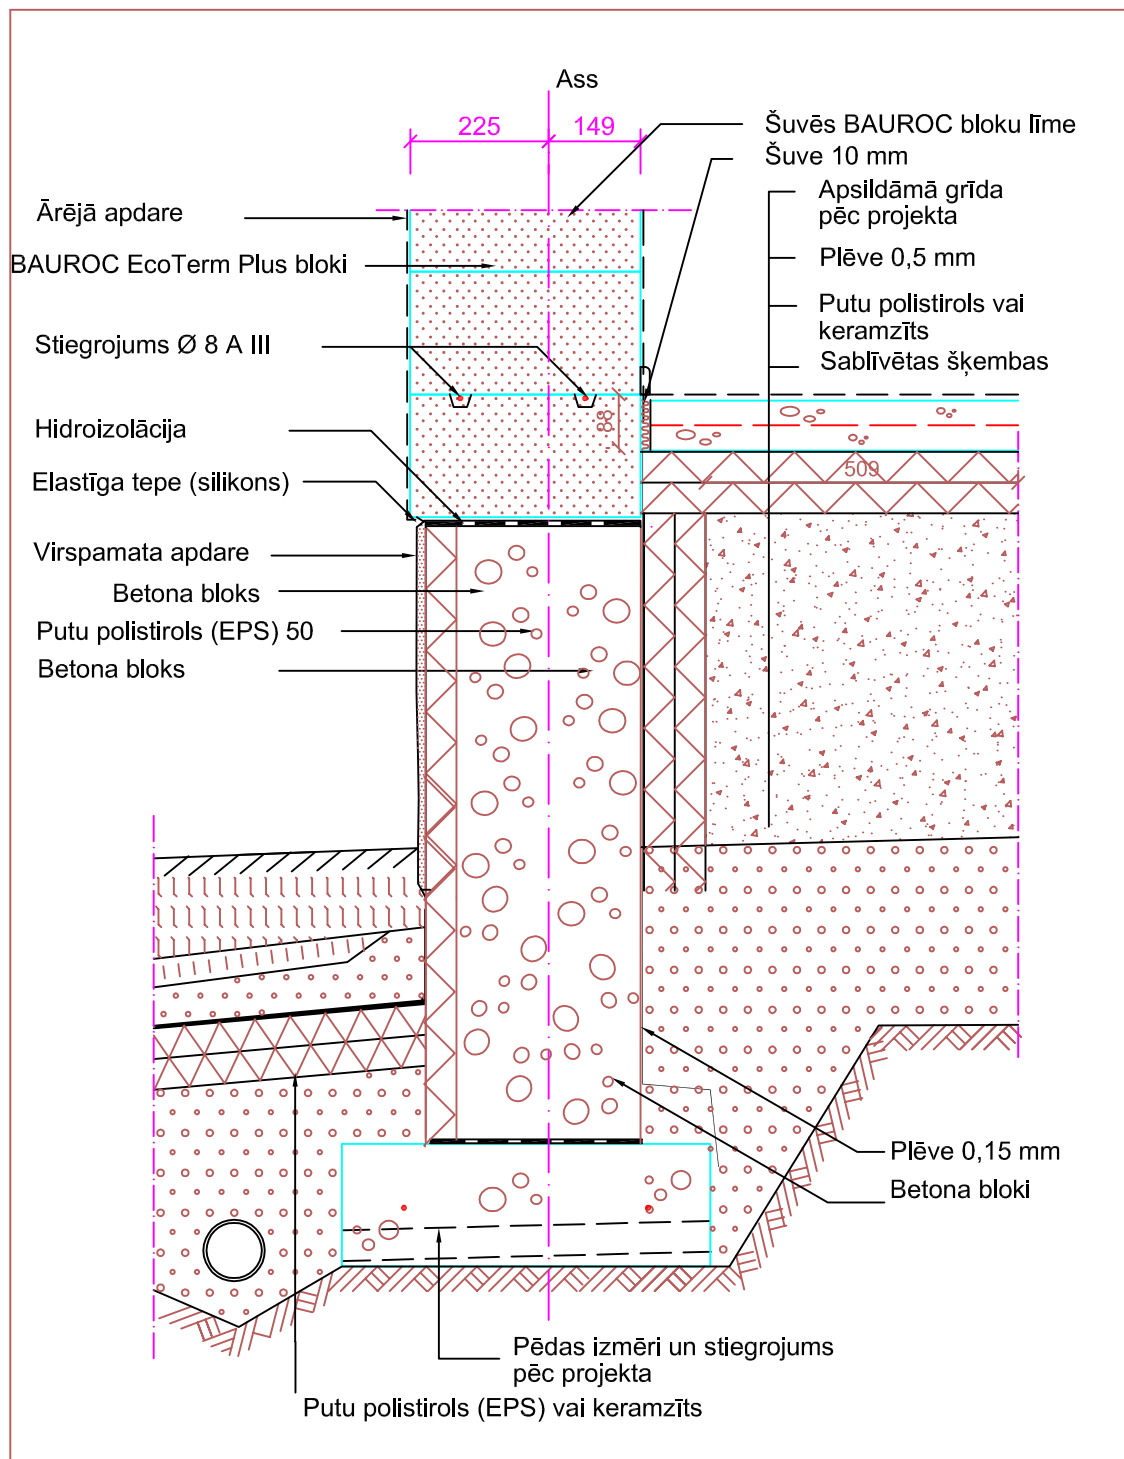 Ass
225
149
Šuvēs BAUROC bloku līme
Šuve 10 mm
Apsildāmā grīda
pēc projekta
Plēve 0,5 mm
Putu polistirols vai
keramzīts
Sablīvētas šķembas
Ārējā apdare
BAUROC EcoTerm Plus bloki
Stiegrojums Ø 8 A III
Hidroizolācija
Elastīga tepe (silikons)
Virspamata apdare
Betona bloks
Putu polistirols (EPS) 50
Betona bloks
88
509
Plēve 0,15 mm
Betona bloki
Pēdas izmēri un stiegrojums
pēc projekta
Putu polistirols (EPS) vai keramzīts